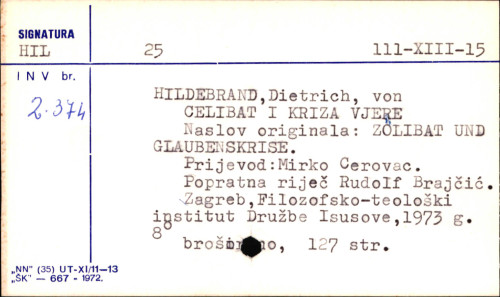 SIGNATURA
HIL 25 111-XIII-15
INV br.
2.374
HILDEBRAND,Dietrich, von
CELIBAT I KRIZA VJERE
Naslov originala: ZÖLIBAT UND
GLAUBENSKRISE.
Prijevod:Mirko Cerovac.
Popratna riječ Rudolf Brajčić.
Zagreb,Filozofsko-teološki
institut Družbe Isusove,1973 g.
8°
broširano, 127 str.
„NN" (35) UT-XI/11—13
„ŠK" — 667 - 1972.